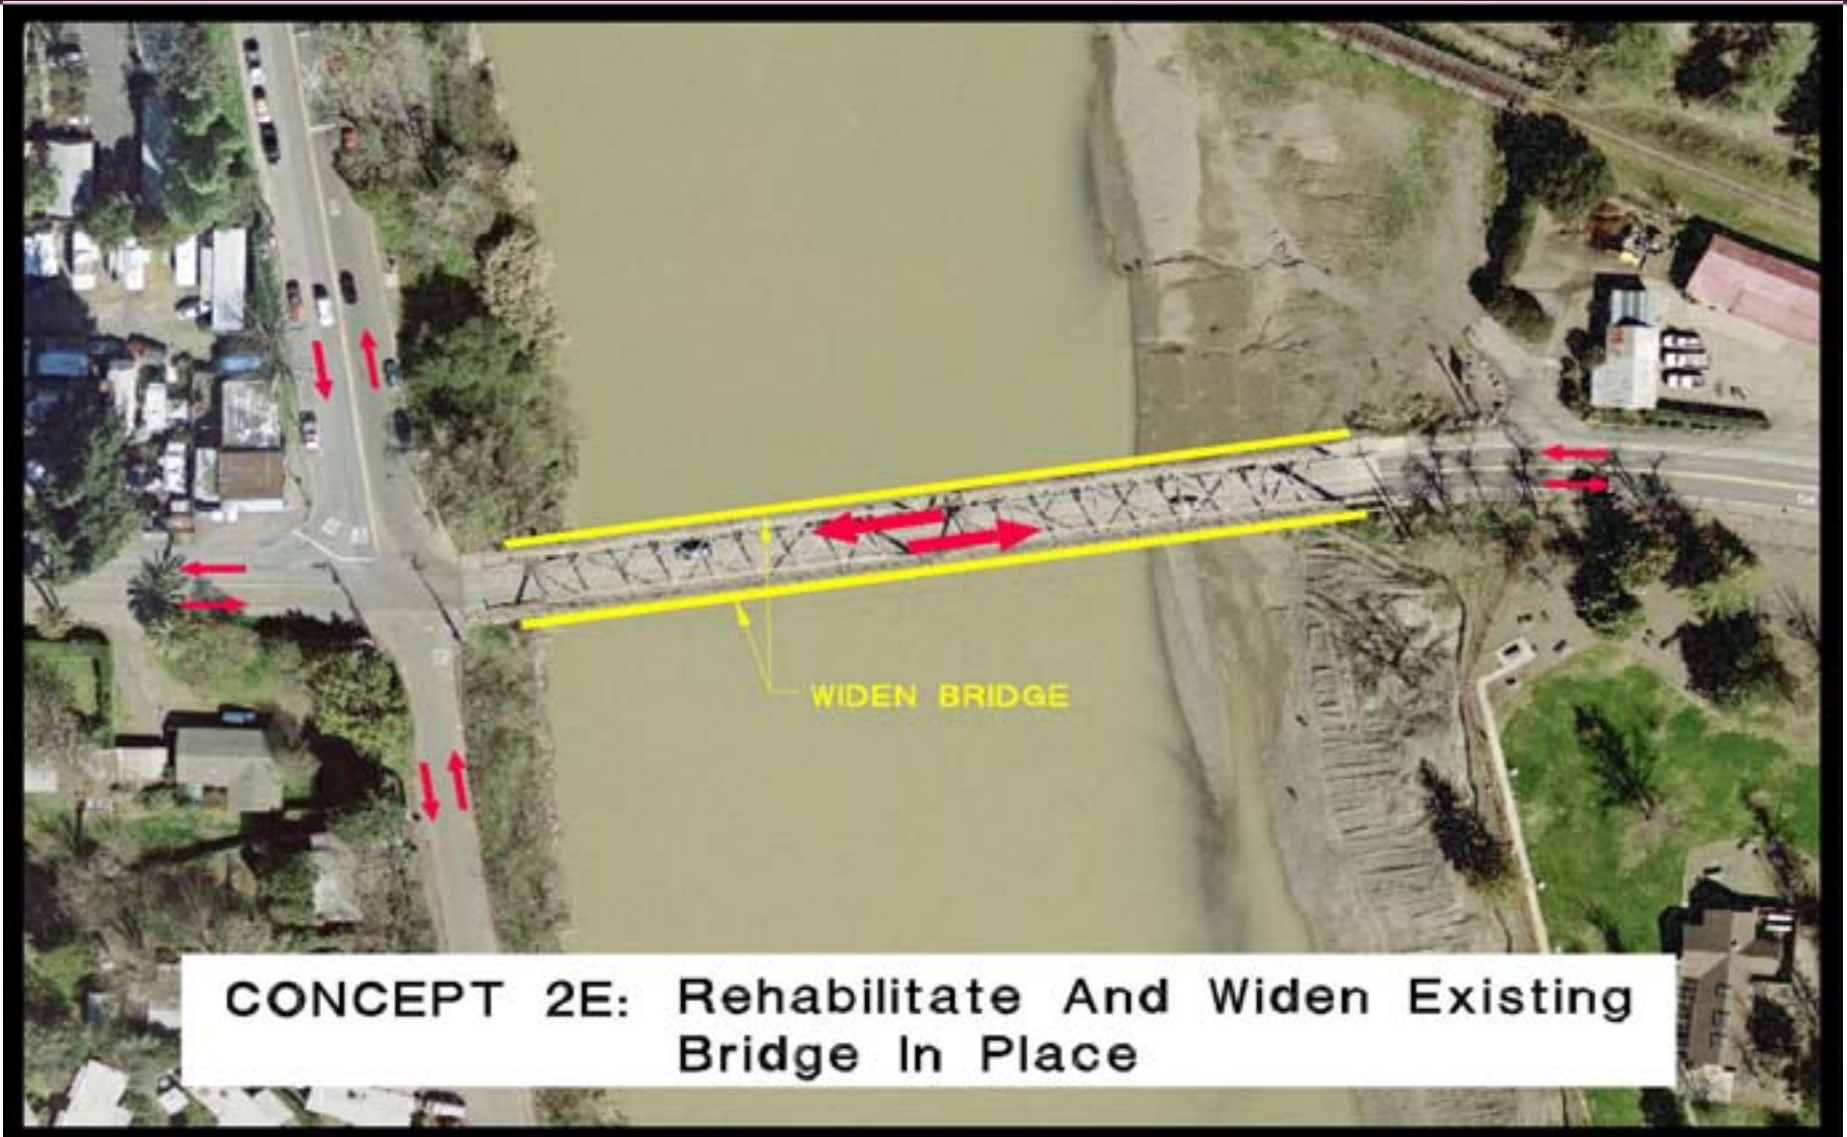 WIDEN BRIDGE
CONCEPT 2E: Rehabilitate And Widen Existing
Bridge In Place